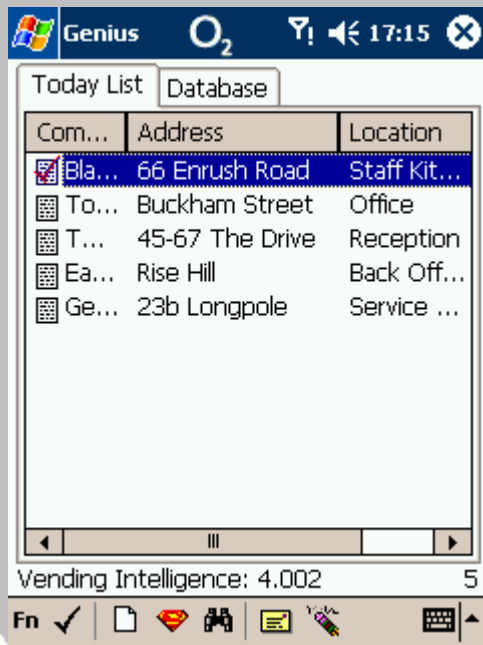 Genius O2 17:15
Today List Database
Com... Address Location
Bla... 66 Enrush Road Staff Kit...
To... Buckham Street Office
T... 45-67 The Drive Reception
Ea... Rise Hill Back Off...
Ge... 23b Longpole Service ...
Vending Intelligence: 4.002 5
Fn